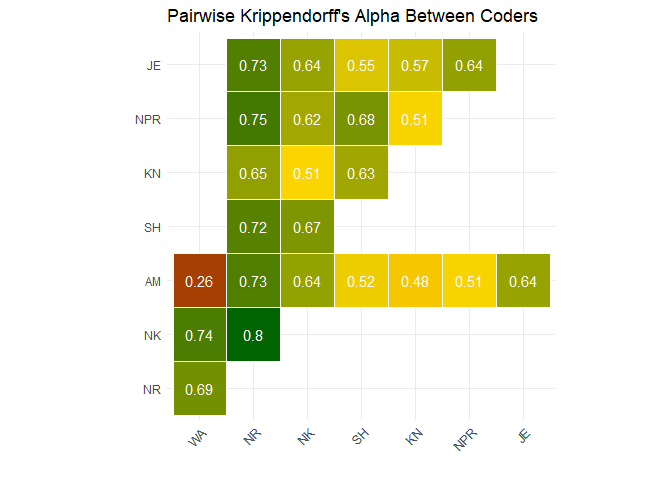 Pairwise Krippendorff's Alpha Between Coders
JE 0.73 0.64 0.55 0.57 0.64
NPR 0.75 0.62 0.68 0.51
KN 0.65 0.51 0.63
SH 0.72 0.67
AM 0.26 0.73 0.64 0.52 0.48 0.51 0.64
NK 0.74 0.8
NR 0.69
WA NR NK SH KN NPR JE